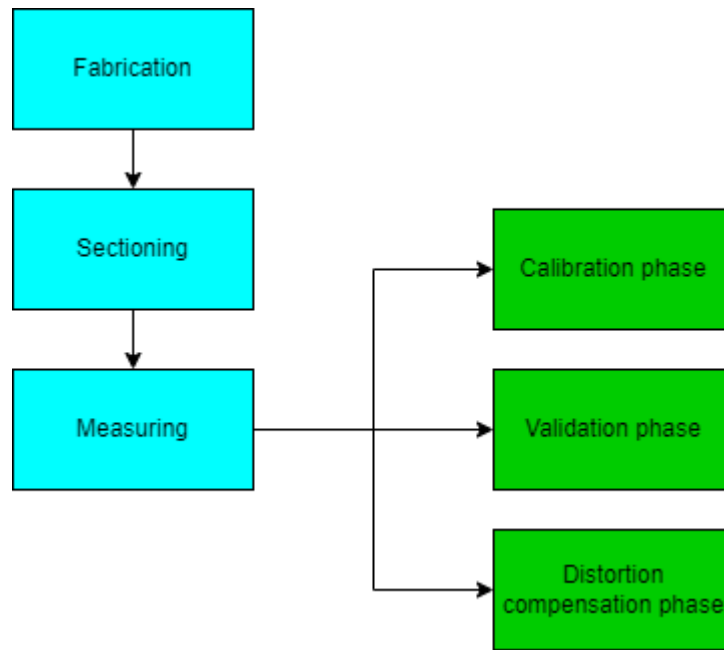 Fabrication
Sectioning
Calibration phase
Measuring
Validation phase
Distortion
compensation phase